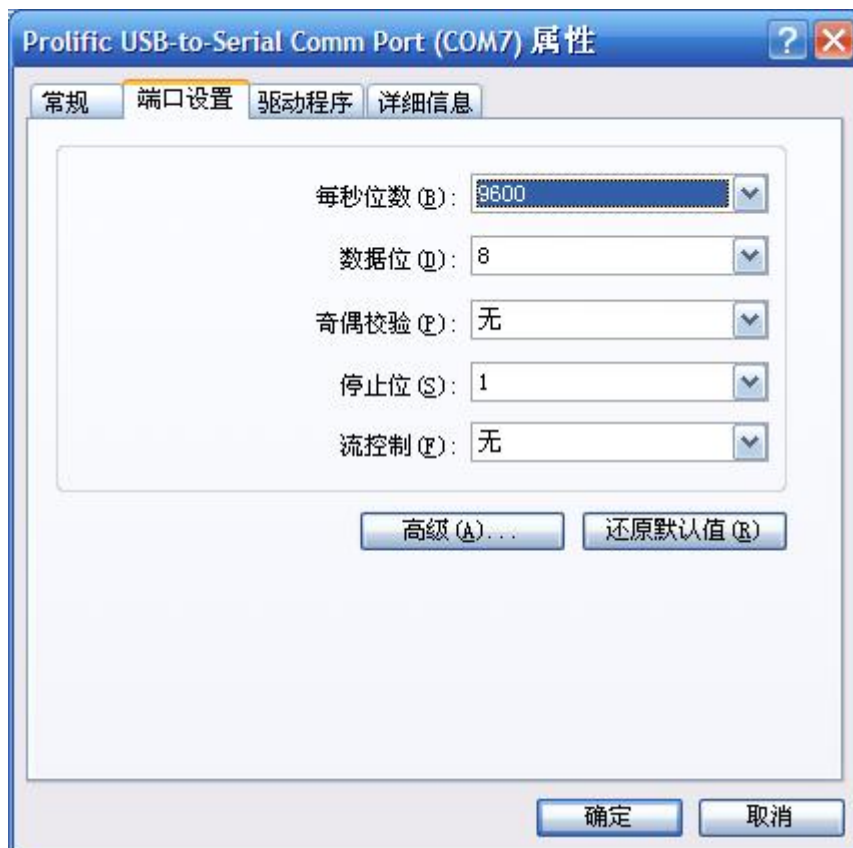 Prolific USB-to-Serial Comm Port (COM7) 属性
常规 端口设置 驱动程序 详细信息
每秒位数(B): 9600
数据位(D): 8
奇偶校验(P): 无
停止位(S): 1
流控制(F): 无
高级(A)... 还原默认值(R)
确定 取消